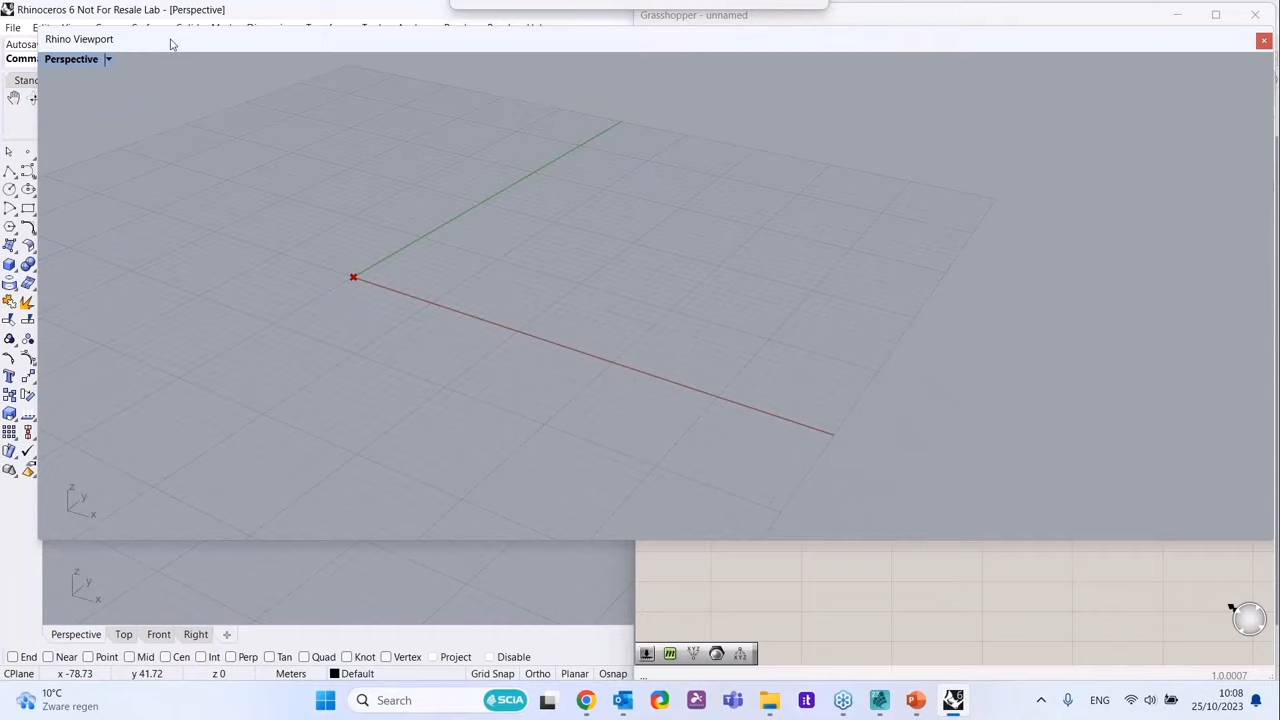 Rhinoceros 6 Not For Resale Lab - [Perspective]
Grasshopper - unnamed
File
Autosa
Rhino Viewport
Comma
Perspective
Stand
z
y
x
z
y
x
Perspective
Top
Front
Right
End
Near
Point
Mid
Cen
Int
Perp
Tan
Quad
Knot
Vertex
Project
Disable
CPlane
x -78.73
y 41.72
z 0
Meters
Default
Grid Snap
Ortho
Planar
Osnap
...
1.0.0007
10°C
Zware regen
Search
SCIA
ENG
10:08
25/10/2023